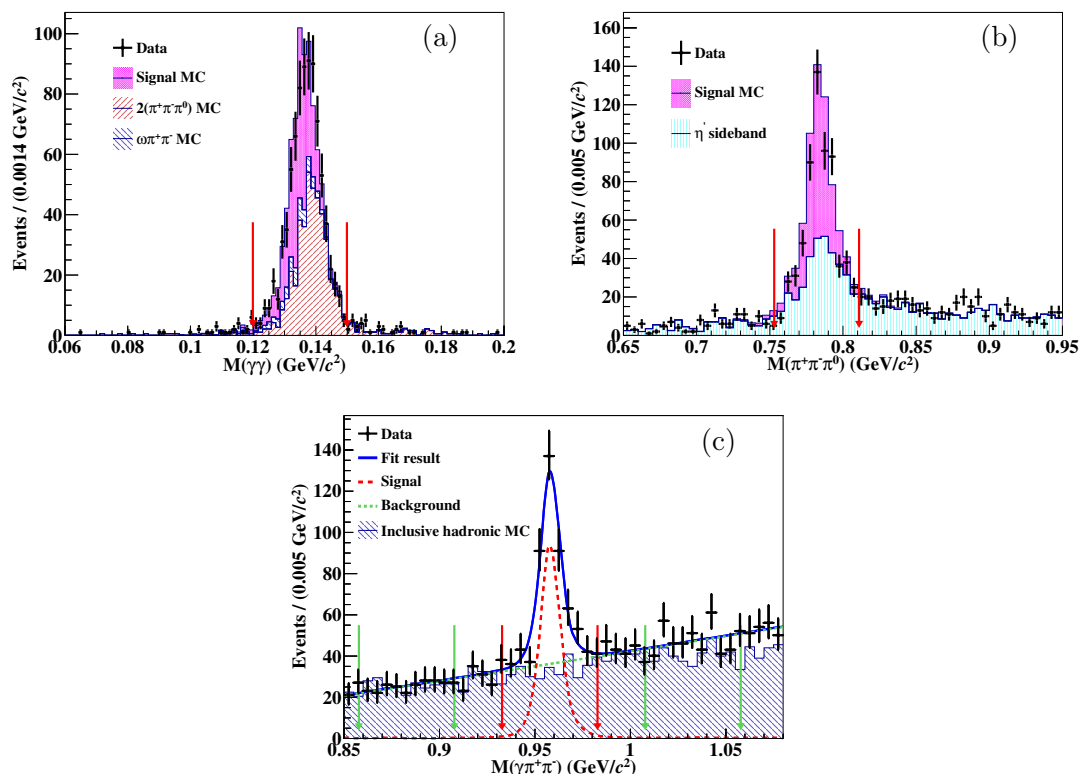 Events / (0.0014 GeV/c²)
100
80
60
40
20
0
Data
Signal MC
2(π⁺π⁻π⁰) MC
ωπ⁺π⁻ MC
(a)
0.06 0.08 0.1 0.12 0.14 0.16 0.18 0.2
M(γγ) (GeV/c²)
Events / (0.005 GeV/c²)
160
140
120
100
80
60
40
20
0
Data
Signal MC
η' sideband
(b)
0.65 0.7 0.75 0.8 0.85 0.9 0.95
M(π⁺π⁻π⁰) (GeV/c²)
Events / (0.005 GeV/c²)
140
120
100
80
60
40
20
0
Data
Fit result
Signal
Background
Inclusive hadronic MC
(c)
0.85 0.9 0.95 1 1.05
M(γπ⁺π⁻) (GeV/c²)